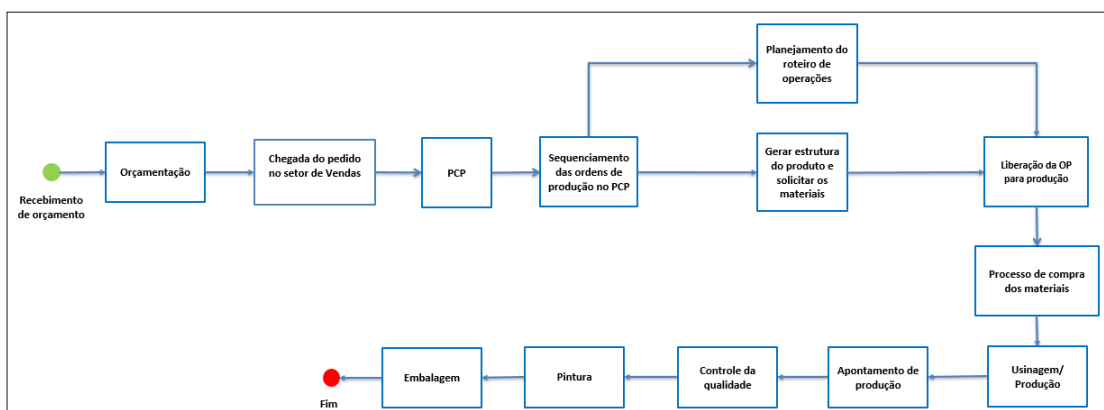 Recebimento
de orçamento
Orçamentação
Chegada do pedido
no setor de Vendas
PCP
Sequenciamento
das ordens de
produção no PCP
Planejamento do
roteiro de
operações
Gerar estrutura
do produto e
solicitar os
materiais
Liberação da OP
para produção
Processo de compra
dos materiais
Usinagem/
Produção
Apontamento de
produção
Controle da
qualidade
Pintura
Embalagem
Fim